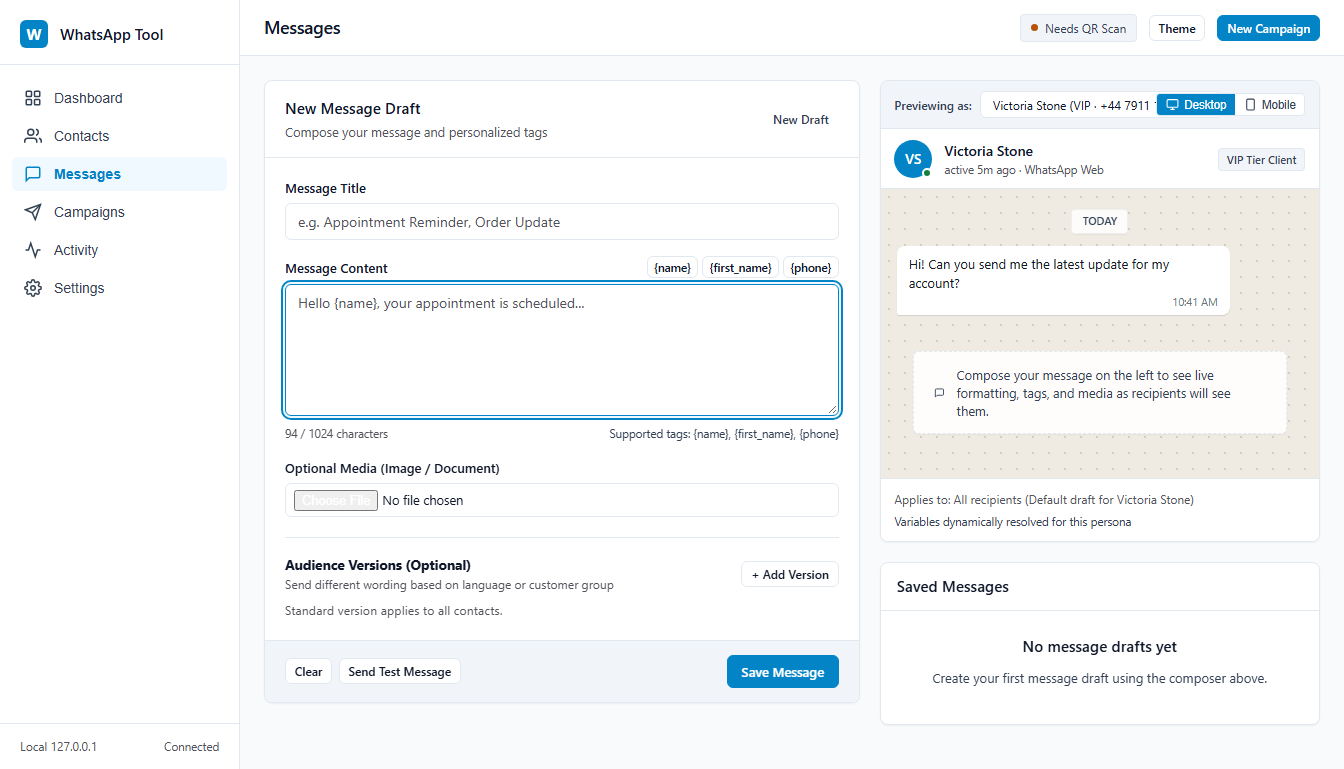 W WhatsApp Tool
Dashboard
Contacts
Messages
Campaigns
Activity
Settings
Local 127.0.0.1 Connected
Messages
Needs QR Scan
Theme
New Campaign
New Message Draft
Compose your message and personalized tags
New Draft
Message Title
e.g. Appointment Reminder, Order Update
Message Content
{name} {first_name} {phone}
Hello {name}, your appointment is scheduled...
94 / 1024 characters
Supported tags: {name}, {first_name}, {phone}
Optional Media (Image / Document)
Choose File No file chosen
Audience Versions (Optional)
Send different wording based on language or customer group
+ Add Version
Standard version applies to all contacts.
Clear
Send Test Message
Save Message
Previewing as:
Victoria Stone (VIP · +44 7911
Desktop
Mobile
VS
Victoria Stone
active 5m ago · WhatsApp Web
VIP Tier Client
TODAY
Hi! Can you send me the latest update for my
account?
10:41 AM
Compose your message on the left to see live
formatting, tags, and media as recipients will see
them.
Applies to: All recipients (Default draft for Victoria Stone)
Variables dynamically resolved for this persona
Saved Messages
No message drafts yet
Create your first message draft using the composer above.